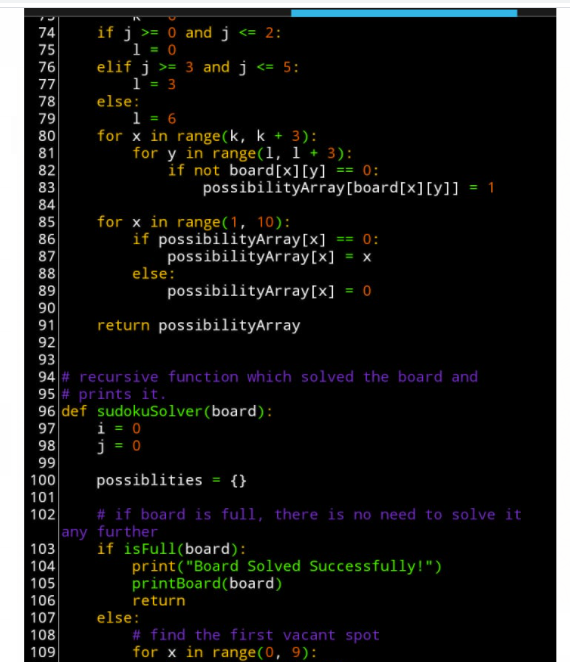 74 if j >= 0 and j <= 2:
75 l = 0
76 elif j >= 3 and j <= 5:
77 l = 3
78 else:
79 l = 6
80 for x in range(k, k + 3):
81 for y in range(l, l + 3):
82 if not board[x][y] == 0:
83 possibilityArray[board[x][y]] = 1
84
85 for x in range(1, 10):
86 if possibilityArray[x] == 0:
87 possibilityArray[x] = x
88 else:
89 possibilityArray[x] = 0
90
91 return possibilityArray
92
93
94 # recursive function which solved the board and
95 # prints it.
96 def sudokuSolver(board):
97 i = 0
98 j = 0
99
100 possiblities = {}
101
102 # if board is full, there is no need to solve it
any further
103 if isFull(board):
104 print("Board Solved Successfully!")
105 printBoard(board)
106 return
107 else:
108 # find the first vacant spot
109 for x in range(0, 9):